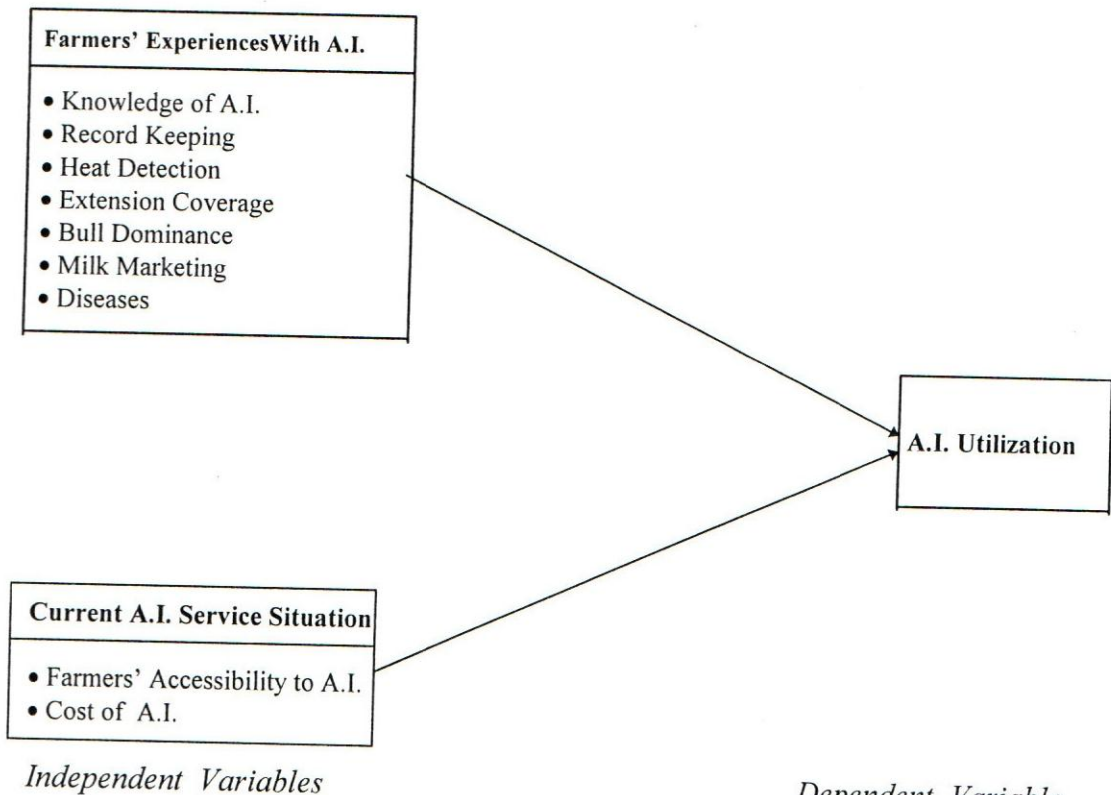 Farmers’ ExperiencesWith A.I.
• Knowledge of A.I.
• Record Keeping
• Heat Detection
• Extension Coverage
• Bull Dominance
• Milk Marketing
• Diseases
A.I. Utilization
Current A.I. Service Situation
• Farmers’ Accessibility to A.I.
• Cost of A.I.
Independent Variables
Dependent Variable